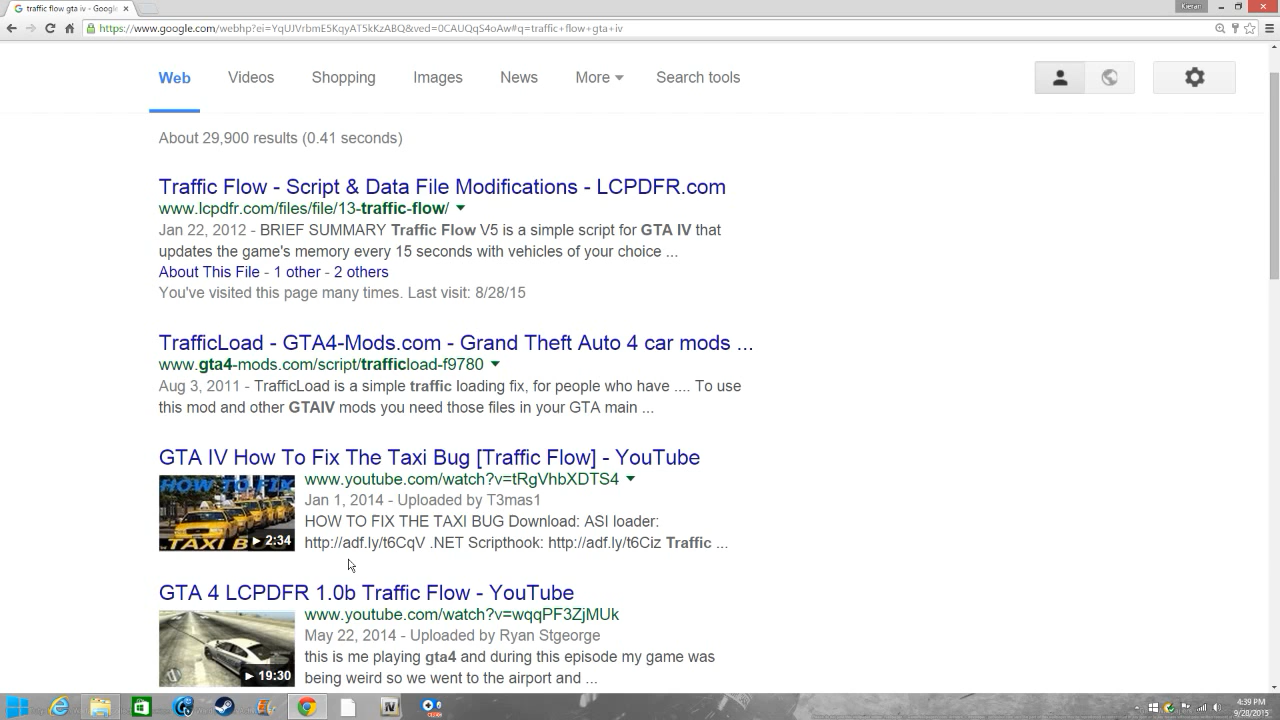 traffic flow gta iv - Google
Kieran
https://www.google.com/webhp?ei=YqUJVrbmE5KqyAT5kKzABQ&ved=0CAUQqS4oAw#q=traffic+flow+gta+iv
Web Videos Shopping Images News More Search tools
About 29,900 results (0.41 seconds)
Traffic Flow - Script & Data File Modifications - LCPDFR.com
www.lcpdfr.com/files/file/13-traffic-flow/
Jan 22, 2012 - BRIEF SUMMARY Traffic Flow V5 is a simple script for GTA IV that
updates the game's memory every 15 seconds with vehicles of your choice ...
About This File - 1 other - 2 others
You've visited this page many times. Last visit: 8/28/15
TrafficLoad - GTA4-Mods.com - Grand Theft Auto 4 car mods ...
www.gta4-mods.com/script/trafficload-f9780
Aug 3, 2011 - TrafficLoad is a simple traffic loading fix, for people who have .... To use
this mod and other GTAIV mods you need those files in your GTA main ...
GTA IV How To Fix The Taxi Bug [Traffic Flow] - YouTube
www.youtube.com/watch?v=tRgVhbXDTS4
Jan 1, 2014 - Uploaded by T3mas1
HOW TO FIX THE TAXI BUG Download: ASI loader:
http://adf.ly/t6CqV .NET Scripthook: http://adf.ly/t6Ciz Traffic ...
HOW TO FIX
TAXI BUG
2:34
GTA 4 LCPDFR 1.0b Traffic Flow - YouTube
www.youtube.com/watch?v=wqqPF3ZjMUk
May 22, 2014 - Uploaded by Ryan Stgeorge
this is me playing gta4 and during this episode my game was
being weird so we went to the airport and ...
19:30
IV
4:39 PM
9/28/2015